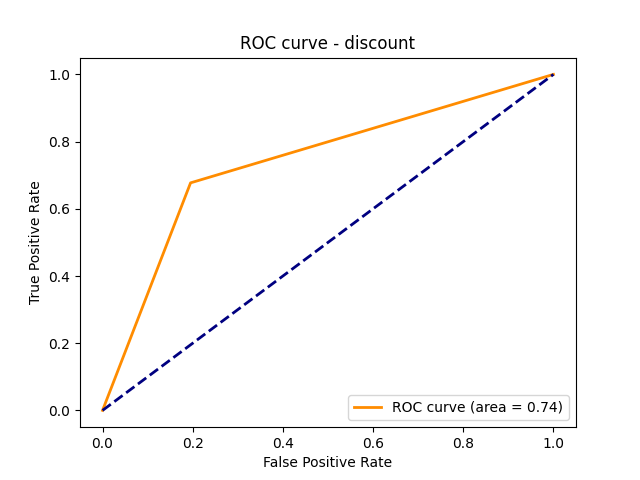 ROC curve - discount
1.0
0.8
0.6
0.4
0.2
0.0
True Positive Rate
ROC curve (area = 0.74)
0.0 0.2 0.4 0.6 0.8 1.0
False Positive Rate